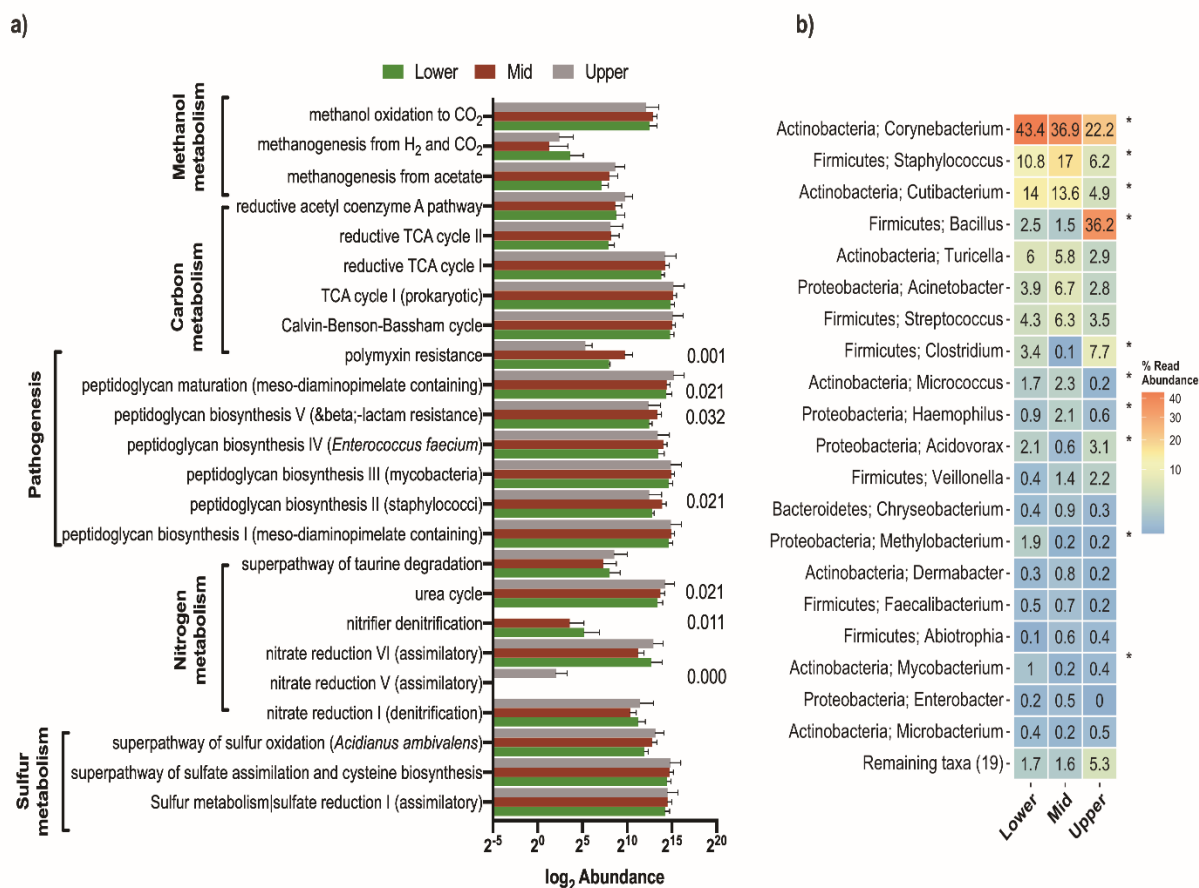 a)
Lower Mid Upper
Methanol
metabolism
methanol oxidation to CO2
methanogenesis from H2 and CO2
methanogenesis from acetate
Carbon
metabolism
reductive acetyl coenzyme A pathway
reductive TCA cycle II
reductive TCA cycle I
TCA cycle I (prokaryotic)
Calvin-Benson-Bassham cycle
Pathogenesis
polymyxin resistance 0.001
peptidoglycan maturation (meso-diaminopimelate containing) 0.021
peptidoglycan biosynthesis V (&beta;-lactam resistance) 0.032
peptidoglycan biosynthesis IV (Enterococcus faecium)
peptidoglycan biosynthesis III (mycobacteria)
peptidoglycan biosynthesis II (staphylococci) 0.021
peptidoglycan biosynthesis I (meso-diaminopimelate containing)
Nitrogen
metabolism
superpathway of taurine degradation
urea cycle 0.021
nitrifier denitrification 0.011
nitrate reduction VI (assimilatory)
nitrate reduction V (assimilatory) 0.000
nitrate reduction I (denitrification)
Sulfur
metabolism
superpathway of sulfur oxidation (Acidianus ambivalens)
superpathway of sulfate assimilation and cysteine biosynthesis
Sulfur metabolism|sulfate reduction I (assimilatory)
2-5 20 25 210 215 220
log2 Abundance
b)
Actinobacteria; Corynebacterium 43.4 36.9 22.2 *
Firmicutes; Staphylococcus 10.8 17 6.2 *
Actinobacteria; Cutibacterium 14 13.6 4.9 *
Firmicutes; Bacillus 2.5 1.5 36.2 *
Actinobacteria; Turicella 6 5.8 2.9
Proteobacteria; Acinetobacter 3.9 6.7 2.8
Firmicutes; Streptococcus 4.3 6.3 3.5
Firmicutes; Clostridium 3.4 0.1 7.7 *
Actinobacteria; Micrococcus 1.7 2.3 0.2 *
Proteobacteria; Haemophilus 0.9 2.1 0.6 *
Proteobacteria; Acidovorax 2.1 0.6 3.1 *
Firmicutes; Veillonella 0.4 1.4 2.2
Bacteroidetes; Chryseobacterium 0.4 0.9 0.3
Proteobacteria; Methylobacterium 1.9 0.2 0.2 *
Actinobacteria; Dermabacter 0.3 0.8 0.2
Firmicutes; Faecalibacterium 0.5 0.7 0.2
Firmicutes; Abiotrophia 0.1 0.6 0.4
Actinobacteria; Mycobacterium 1 0.2 0.4 *
Proteobacteria; Enterobacter 0.2 0.5 0
Actinobacteria; Microbacterium 0.4 0.2 0.5
Remaining taxa (19) 1.7 1.6 5.3
Lower Mid Upper
% Read
Abundance
40
30
20
10